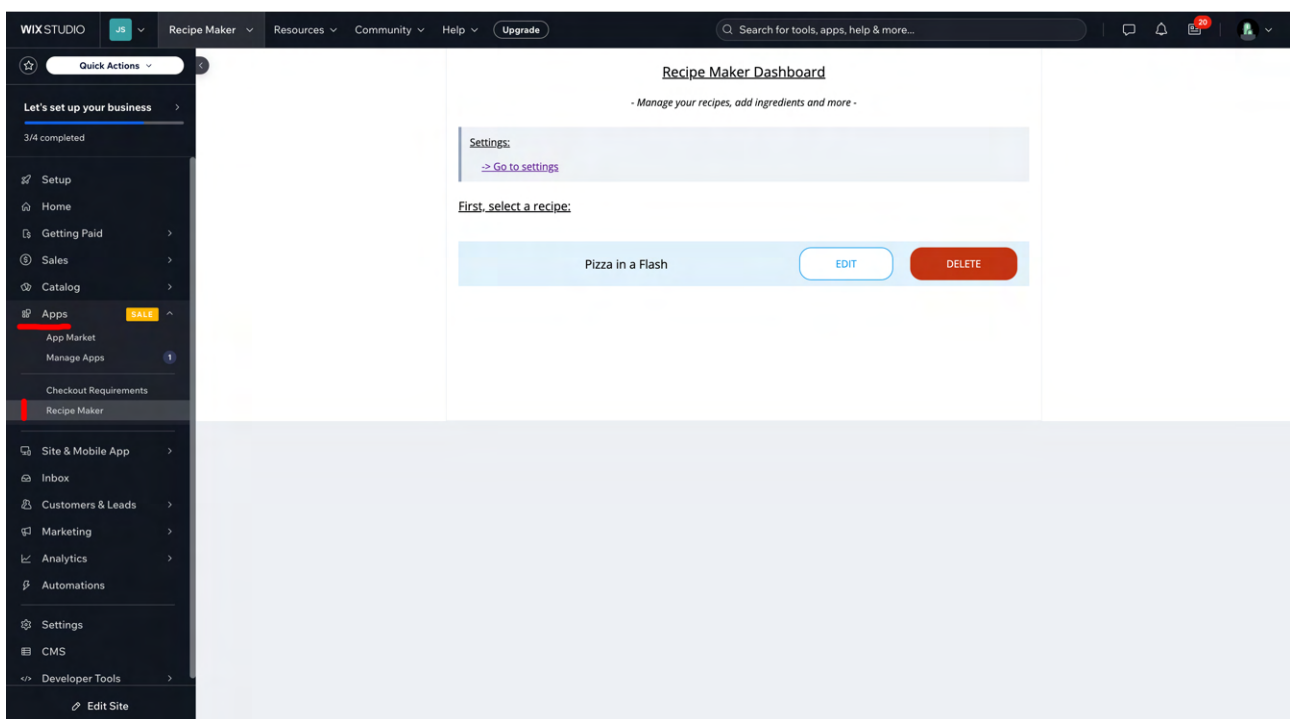 WIX STUDIO
JS
Recipe Maker
Resources
Community
Help
Upgrade
Search for tools, apps, help & more...
20
Quick Actions
Let's set up your business
3/4 completed
Setup
Home
Getting Paid
Sales
Catalog
Apps
SALE
App Market
Manage Apps
1
Checkout Requirements
Recipe Maker
Site & Mobile App
Inbox
Customers & Leads
Marketing
Analytics
Automations
Settings
CMS
Developer Tools
Edit Site
Recipe Maker Dashboard
- Manage your recipes, add ingredients and more -
Settings:
-> Go to settings
First, select a recipe:
Pizza in a Flash
EDIT
DELETE